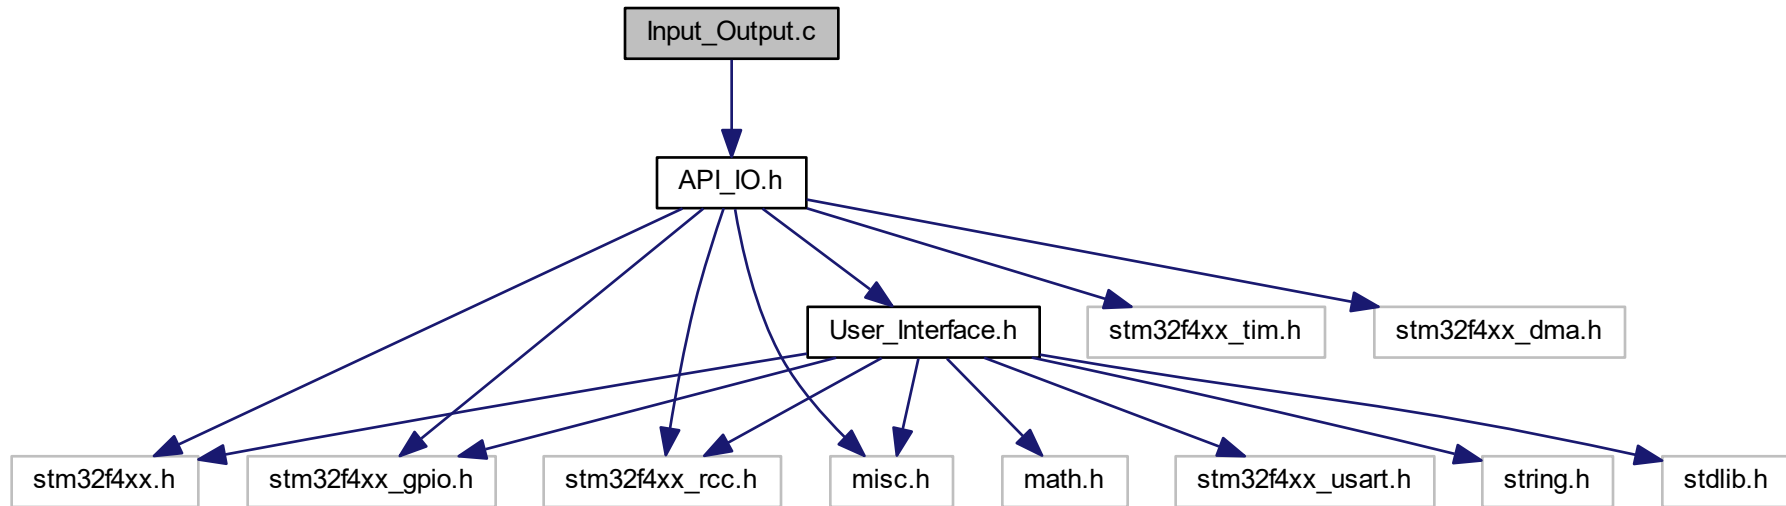 Input_Output.c
API_IO.h
User_Interface.h
stm32f4xx_tim.h
stm32f4xx_dma.h
stm32f4xx.h
stm32f4xx_gpio.h
stm32f4xx_rcc.h
misc.h
math.h
stm32f4xx_usart.h
string.h
stdlib.h